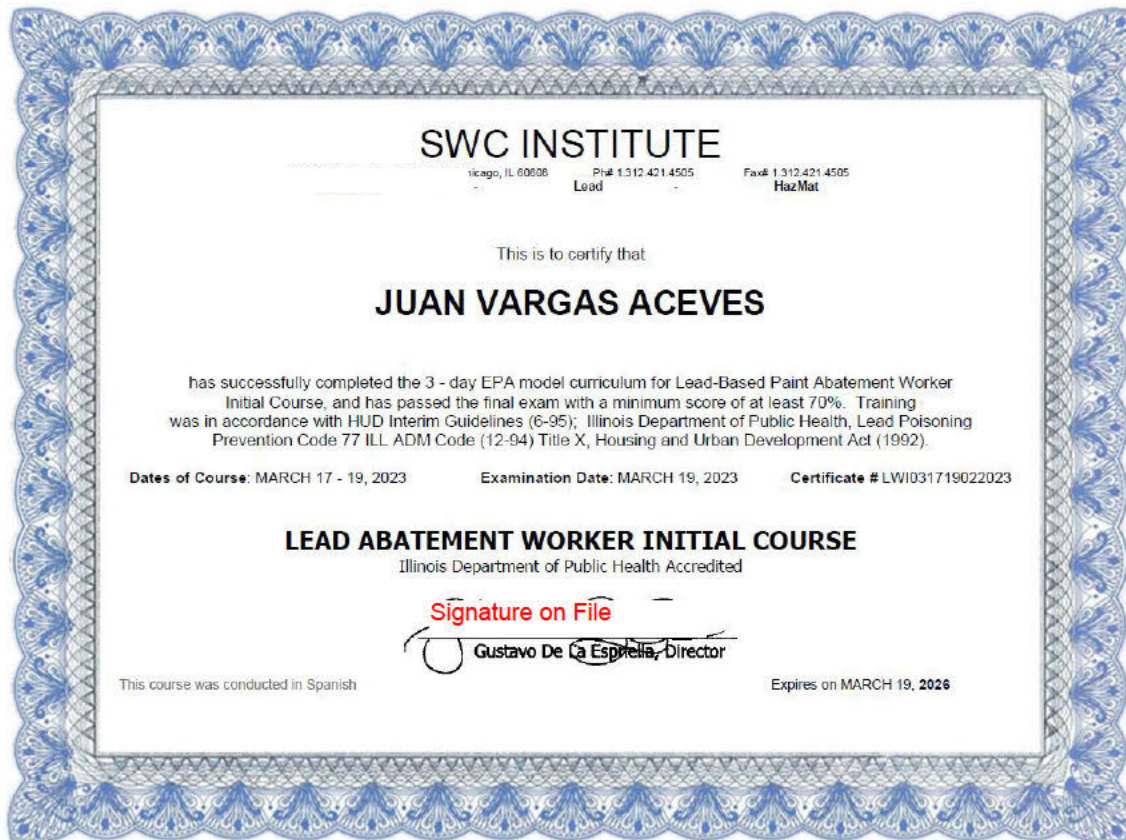 SWC INSTITUTE
IL 60608 Ph# 1.312.421.4505 Fax# 1.312.421.4505
- Lead - HazMat
This is to certify that
JUAN VARGAS ACEVES
has successfully completed the 3 - day EPA model curriculum for Lead-Based Paint Abatement Worker
Initial Course, and has passed the final exam with a minimum score of at least 70%. Training
was in accordance with HUD Interim Guidelines (6-95); Illinois Department of Public Health, Lead Poisoning
Prevention Code 77 ILL ADM Code (12-94) Title X, Housing and Urban Development Act (1992).
Dates of Course: MARCH 17 - 19, 2023 Examination Date: MARCH 19, 2023 Certificate # LWI031719022023
LEAD ABATEMENT WORKER INITIAL COURSE
Illinois Department of Public Health Accredited
Signature on File
Gustavo De La Espriella, Director
This course was conducted in Spanish Expires on MARCH 19, 2026